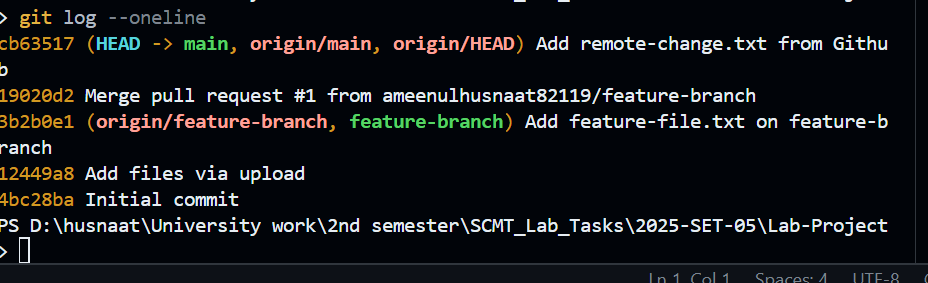 > git log --oneline
cb63517 (HEAD -> main, origin/main, origin/HEAD) Add remote-change.txt from Githu
b
19020d2 Merge pull request #1 from ameenulhusnaat82119/feature-branch
3b2b0e1 (origin/feature-branch, feature-branch) Add feature-file.txt on feature-b
ranch
12449a8 Add files via upload
4bc28ba Initial commit
PS D:\husnaat\University work\2nd semester\SCMT_Lab_Tasks\2025-SET-05\Lab-Project
>
Ln 1, Col 1 Spaces: 4 UTF-8